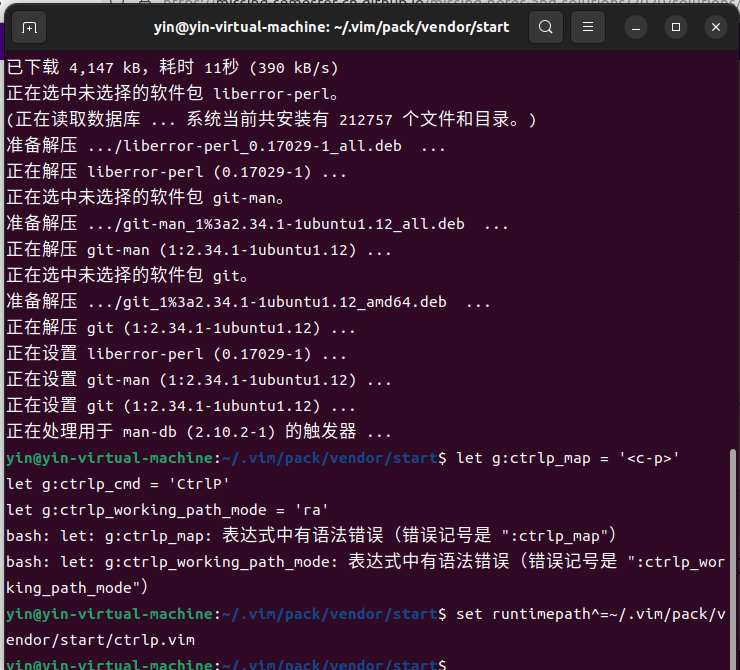 yin@yin-virtual-machine: ~/.vim/pack/vendor/start
已下载 4,147 kB，耗时 11秒 (390 kB/s)
正在选中未选择的软件包 liberror-perl。
(正在读取数据库 ... 系统当前共安装有 212757 个文件和目录。)
准备解压 .../liberror-perl_0.17029-1_all.deb  ...
正在解压 liberror-perl (0.17029-1) ...
正在选中未选择的软件包 git-man。
准备解压 .../git-man_1%3a2.34.1-1ubuntu1.12_all.deb  ...
正在解压 git-man (1:2.34.1-1ubuntu1.12) ...
正在选中未选择的软件包 git。
准备解压 .../git_1%3a2.34.1-1ubuntu1.12_amd64.deb  ...
正在解压 git (1:2.34.1-1ubuntu1.12) ...
正在设置 liberror-perl (0.17029-1) ...
正在设置 git-man (1:2.34.1-1ubuntu1.12) ...
正在设置 git (1:2.34.1-1ubuntu1.12) ...
正在处理用于 man-db (2.10.2-1) 的触发器 ...
yin@yin-virtual-machine:~/.vim/pack/vendor/start$ let g:ctrlp_map = '<c-p>'
let g:ctrlp_cmd = 'CtrlP'
let g:ctrlp_working_path_mode = 'ra'
bash: let: g:ctrlp_map: 表达式中有语法错误（错误记号是 ":ctrlp_map"）
bash: let: g:ctrlp_working_path_mode: 表达式中有语法错误（错误记号是 ":ctrlp_wor
king_path_mode"）
yin@yin-virtual-machine:~/.vim/pack/vendor/start$ set runtimepath^=~/.vim/pack/v
endor/start/ctrlp.vim
yin@yin-virtual-machine:~/.vim/pack/vendor/start$